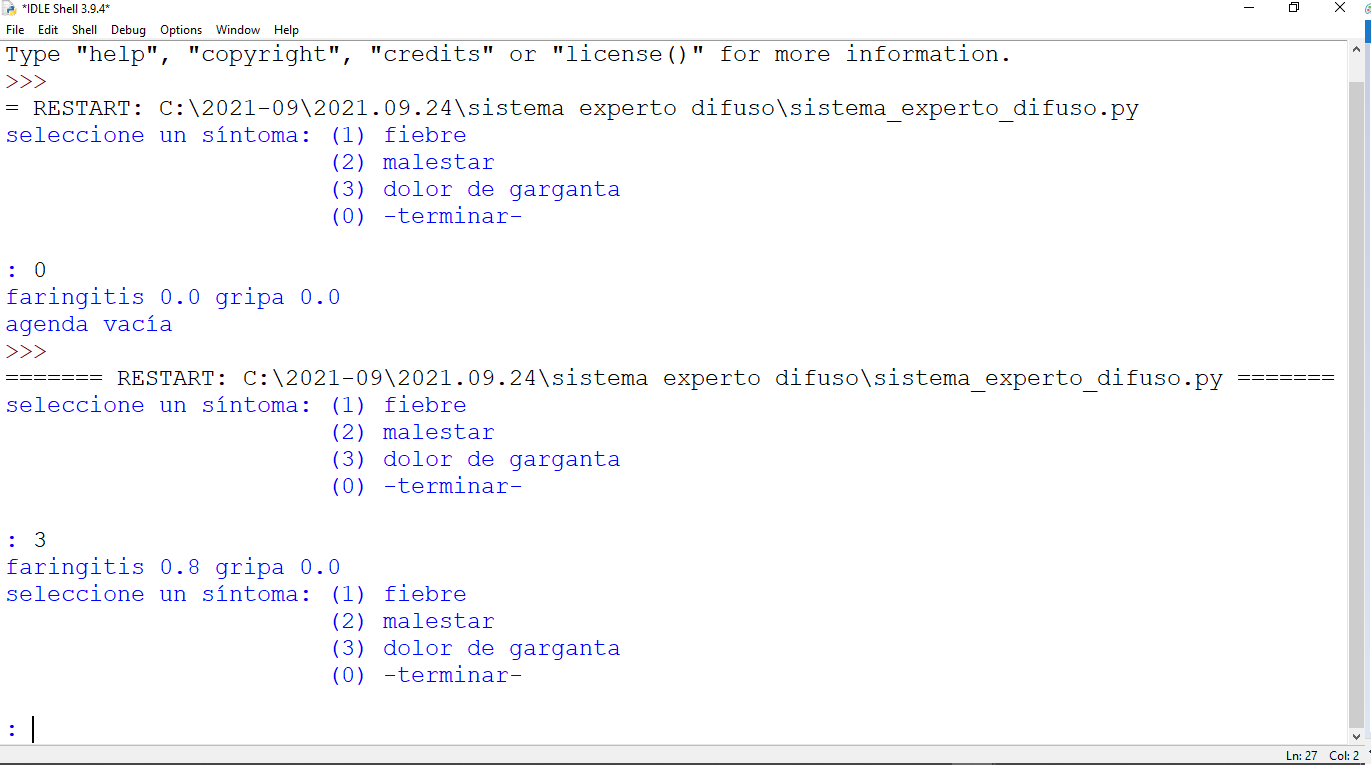 *IDLE Shell 3.9.4*
File Edit Shell Debug Options Window Help
Type "help", "copyright", "credits" or "license()" for more information.
>>>
= RESTART: C:\2021-09\2021.09.24\sistema experto difuso\sistema_experto_difuso.py
seleccione un síntoma: (1) fiebre
(2) malestar
(3) dolor de garganta
(0) -terminar-
: 0
faringitis 0.0 gripa 0.0
agenda vacía
>>>
======= RESTART: C:\2021-09\2021.09.24\sistema experto difuso\sistema_experto_difuso.py =======
seleccione un síntoma: (1) fiebre
(2) malestar
(3) dolor de garganta
(0) -terminar-
: 3
faringitis 0.8 gripa 0.0
seleccione un síntoma: (1) fiebre
(2) malestar
(3) dolor de garganta
(0) -terminar-
:
Ln: 27 Col: 2